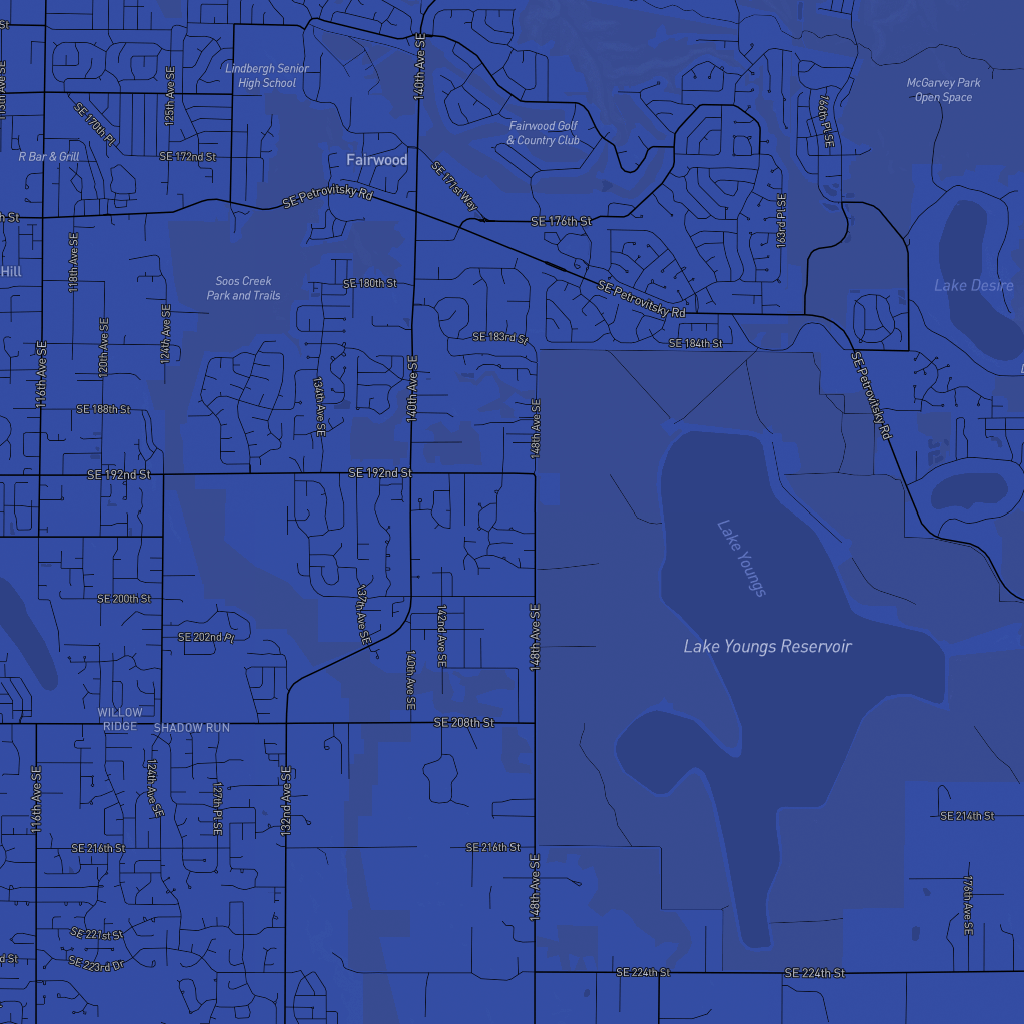 St
140th Ave SE
Lindbergh Senior
High School
125th Ave SE
McGarvey Park
Open Space
113th Ave SE
SE 170th Pl
169th Pl SE
Fairwood Golf
& Country Club
R Bar & Grill
SE 172nd St
Fairwood
SE 171st Way
SE Petrovitsky Rd
163rd Pl SE
th St
SE 176th St
118th Ave SE
Hill
Soos Creek
Park and Trails
SE 180th St
Lake Desire
SE Petrovitsky Rd
124th Ave SE
120th Ave SE
SE 183rd St
SE 184th St
116th Ave SE
140th Ave SE
SE Petrovitsky Rd
134th Ave SE
SE 188th St
148th Ave SE
SE 192nd St
SE 192nd St
Lake Youngs
SE 200th St
137th Ave SE
142nd Ave SE
148th Ave SE
SE 202nd Pl
Lake Youngs Reservoir
140th Ave SE
WILLOW
RIDGE
SHADOW RUN
SE 208th St
116th Ave SE
124th Ave SE
127th Pl SE
132nd Ave SE
SE 214th St
SE 216th St
SE 216th St
148th Ave SE
176th Ave SE
SE 221st St
d St
SE 223rd Dr
SE 224th St
SE 224th St